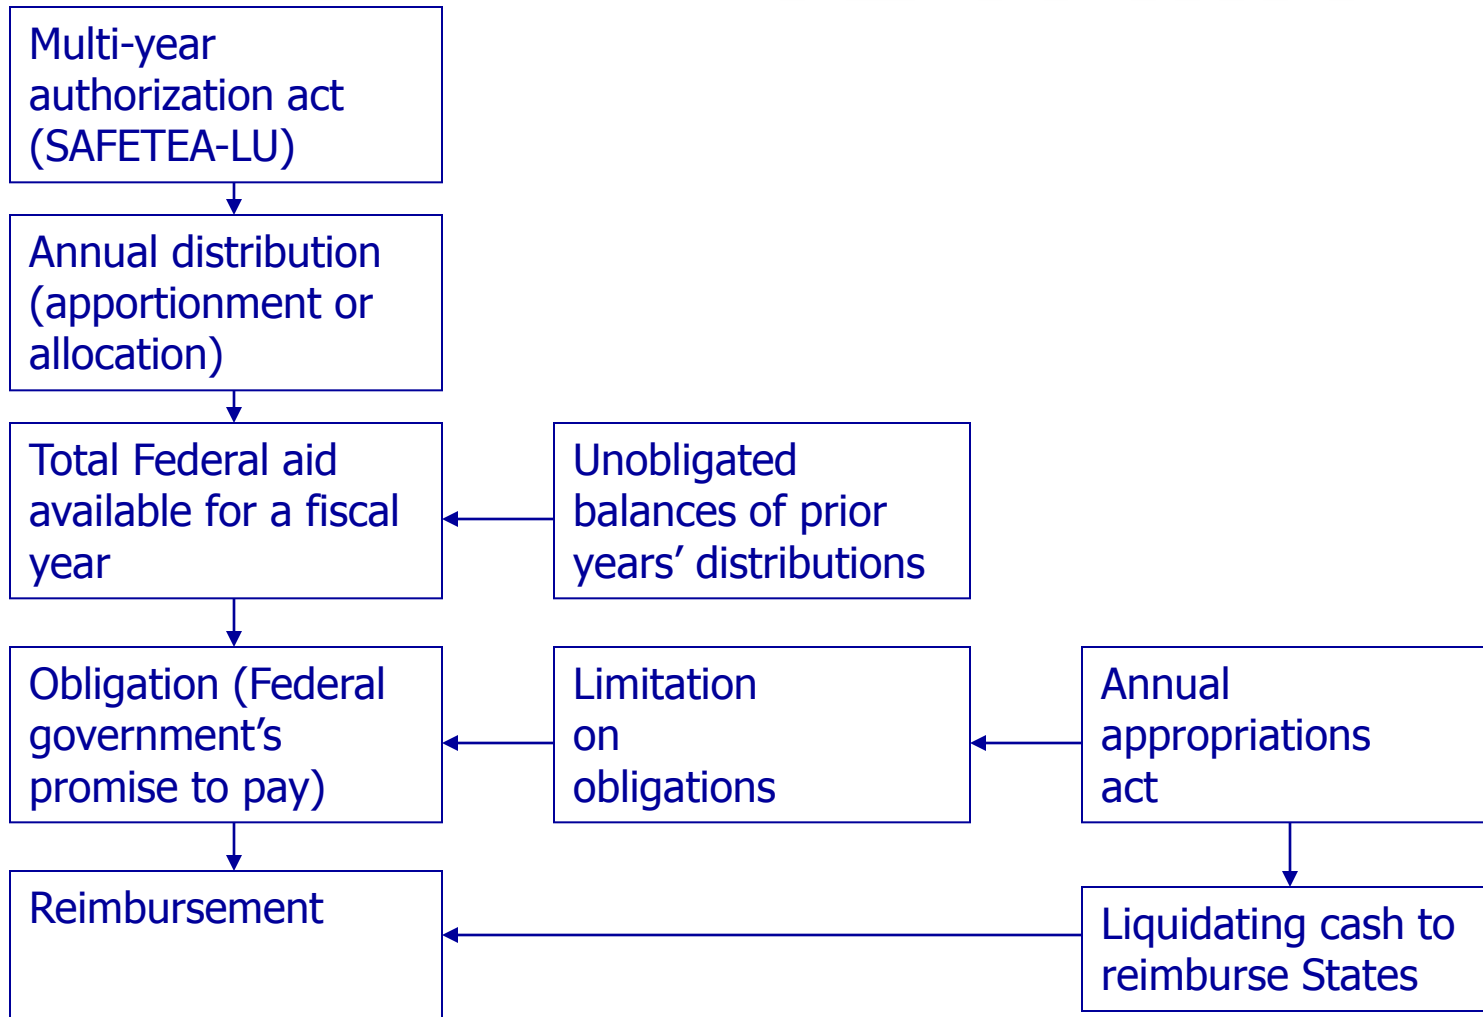 Multi-year
authorization act
(SAFETEA-LU)
Annual distribution
(apportionment or
allocation)
Total Federal aid
available for a fiscal
year
Unobligated
balances of prior
years’ distributions
Obligation (Federal
government’s
promise to pay)
Limitation
on
obligations
Annual
appropriations
act
Reimbursement
Liquidating cash to
reimburse States